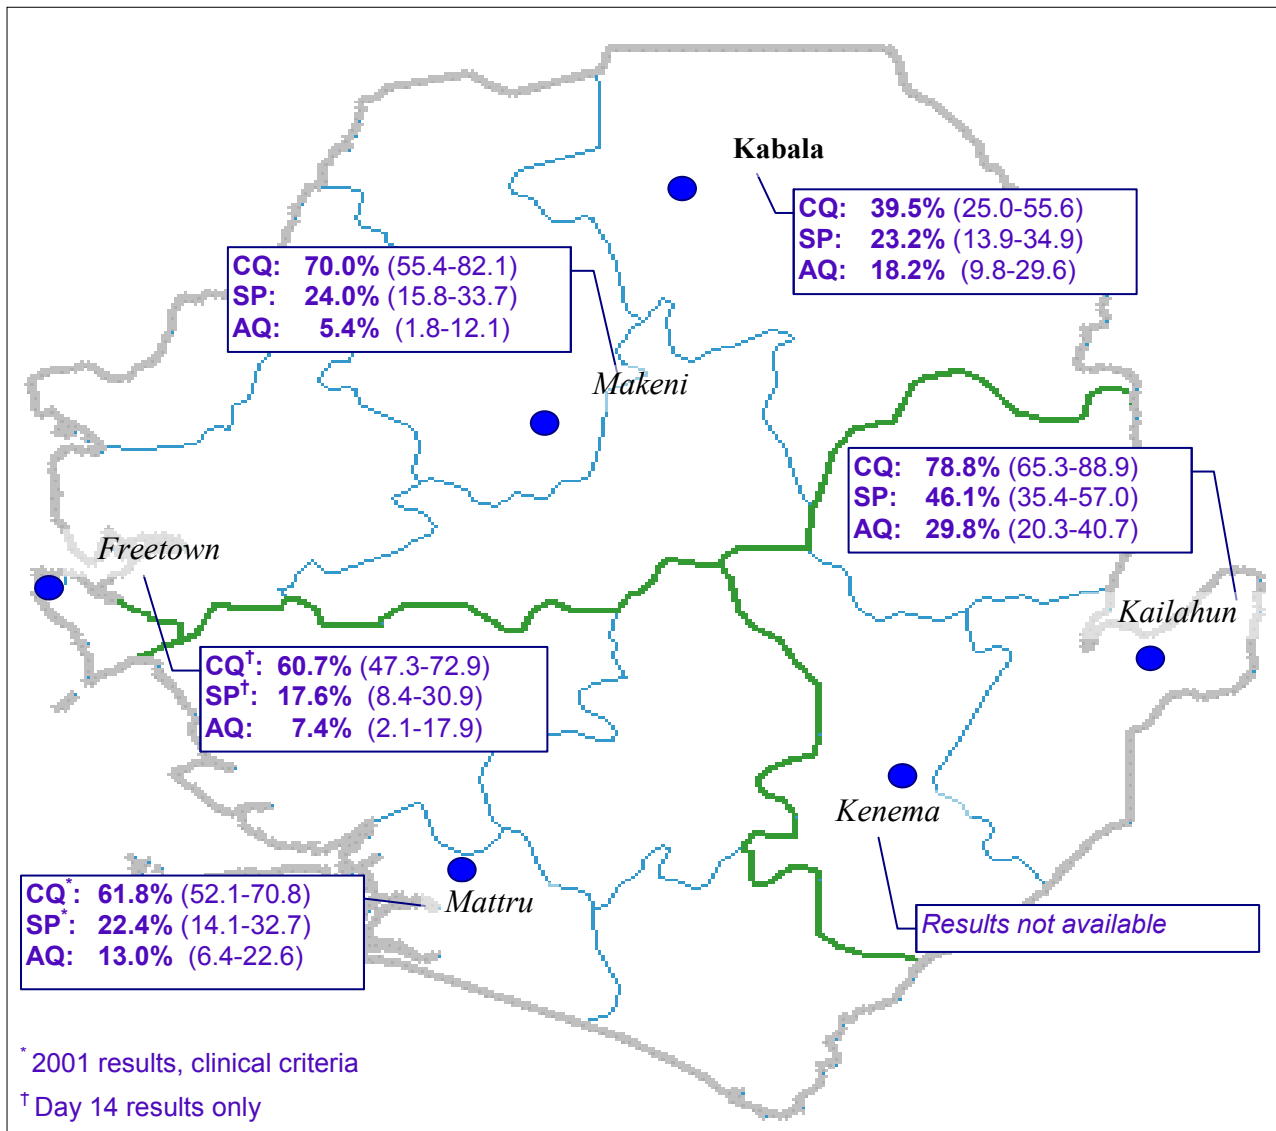 Kabala
CQ: 39.5% (25.0-55.6)
SP: 23.2% (13.9-34.9)
AQ: 18.2% (9.8-29.6)
CQ: 70.0% (55.4-82.1)
SP: 24.0% (15.8-33.7)
AQ: 5.4% (1.8-12.1)
Makeni
CQ: 78.8% (65.3-88.9)
SP: 46.1% (35.4-57.0)
AQ: 29.8% (20.3-40.7)
Freetown
Kailahun
CQ†: 60.7% (47.3-72.9)
SP†: 17.6% (8.4-30.9)
AQ: 7.4% (2.1-17.9)
Kenema
CQ*: 61.8% (52.1-70.8)
SP*: 22.4% (14.1-32.7)
AQ: 13.0% (6.4-22.6)
Mattru
Results not available
* 2001 results, clinical criteria
† Day 14 results only